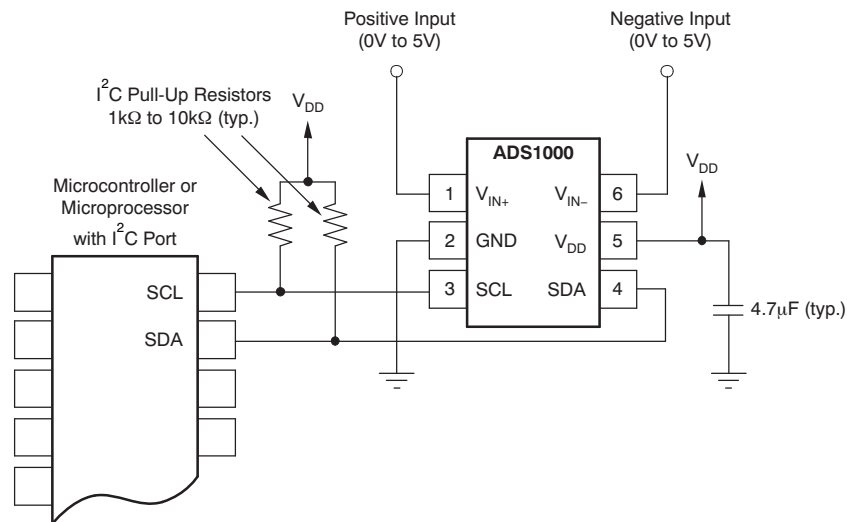 Positive Input
(0V to 5V)
Negative Input
(0V to 5V)
I²C Pull-Up Resistors
1kΩ to 10kΩ (typ.)
V_DD
Microcontroller or
Microprocessor
with I²C Port
SCL
SDA
ADS1000
1 V_IN+ V_IN– 6
2 GND V_DD 5
3 SCL SDA 4
V_DD
4.7µF (typ.)